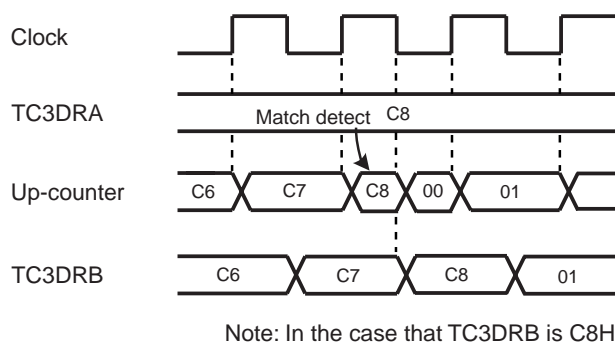 Clock
TC3DRA
Match detect C8
Up-counter C6 C7 C8 00 01
TC3DRB C6 C7 C8 01
Note: In the case that TC3DRB is C8H